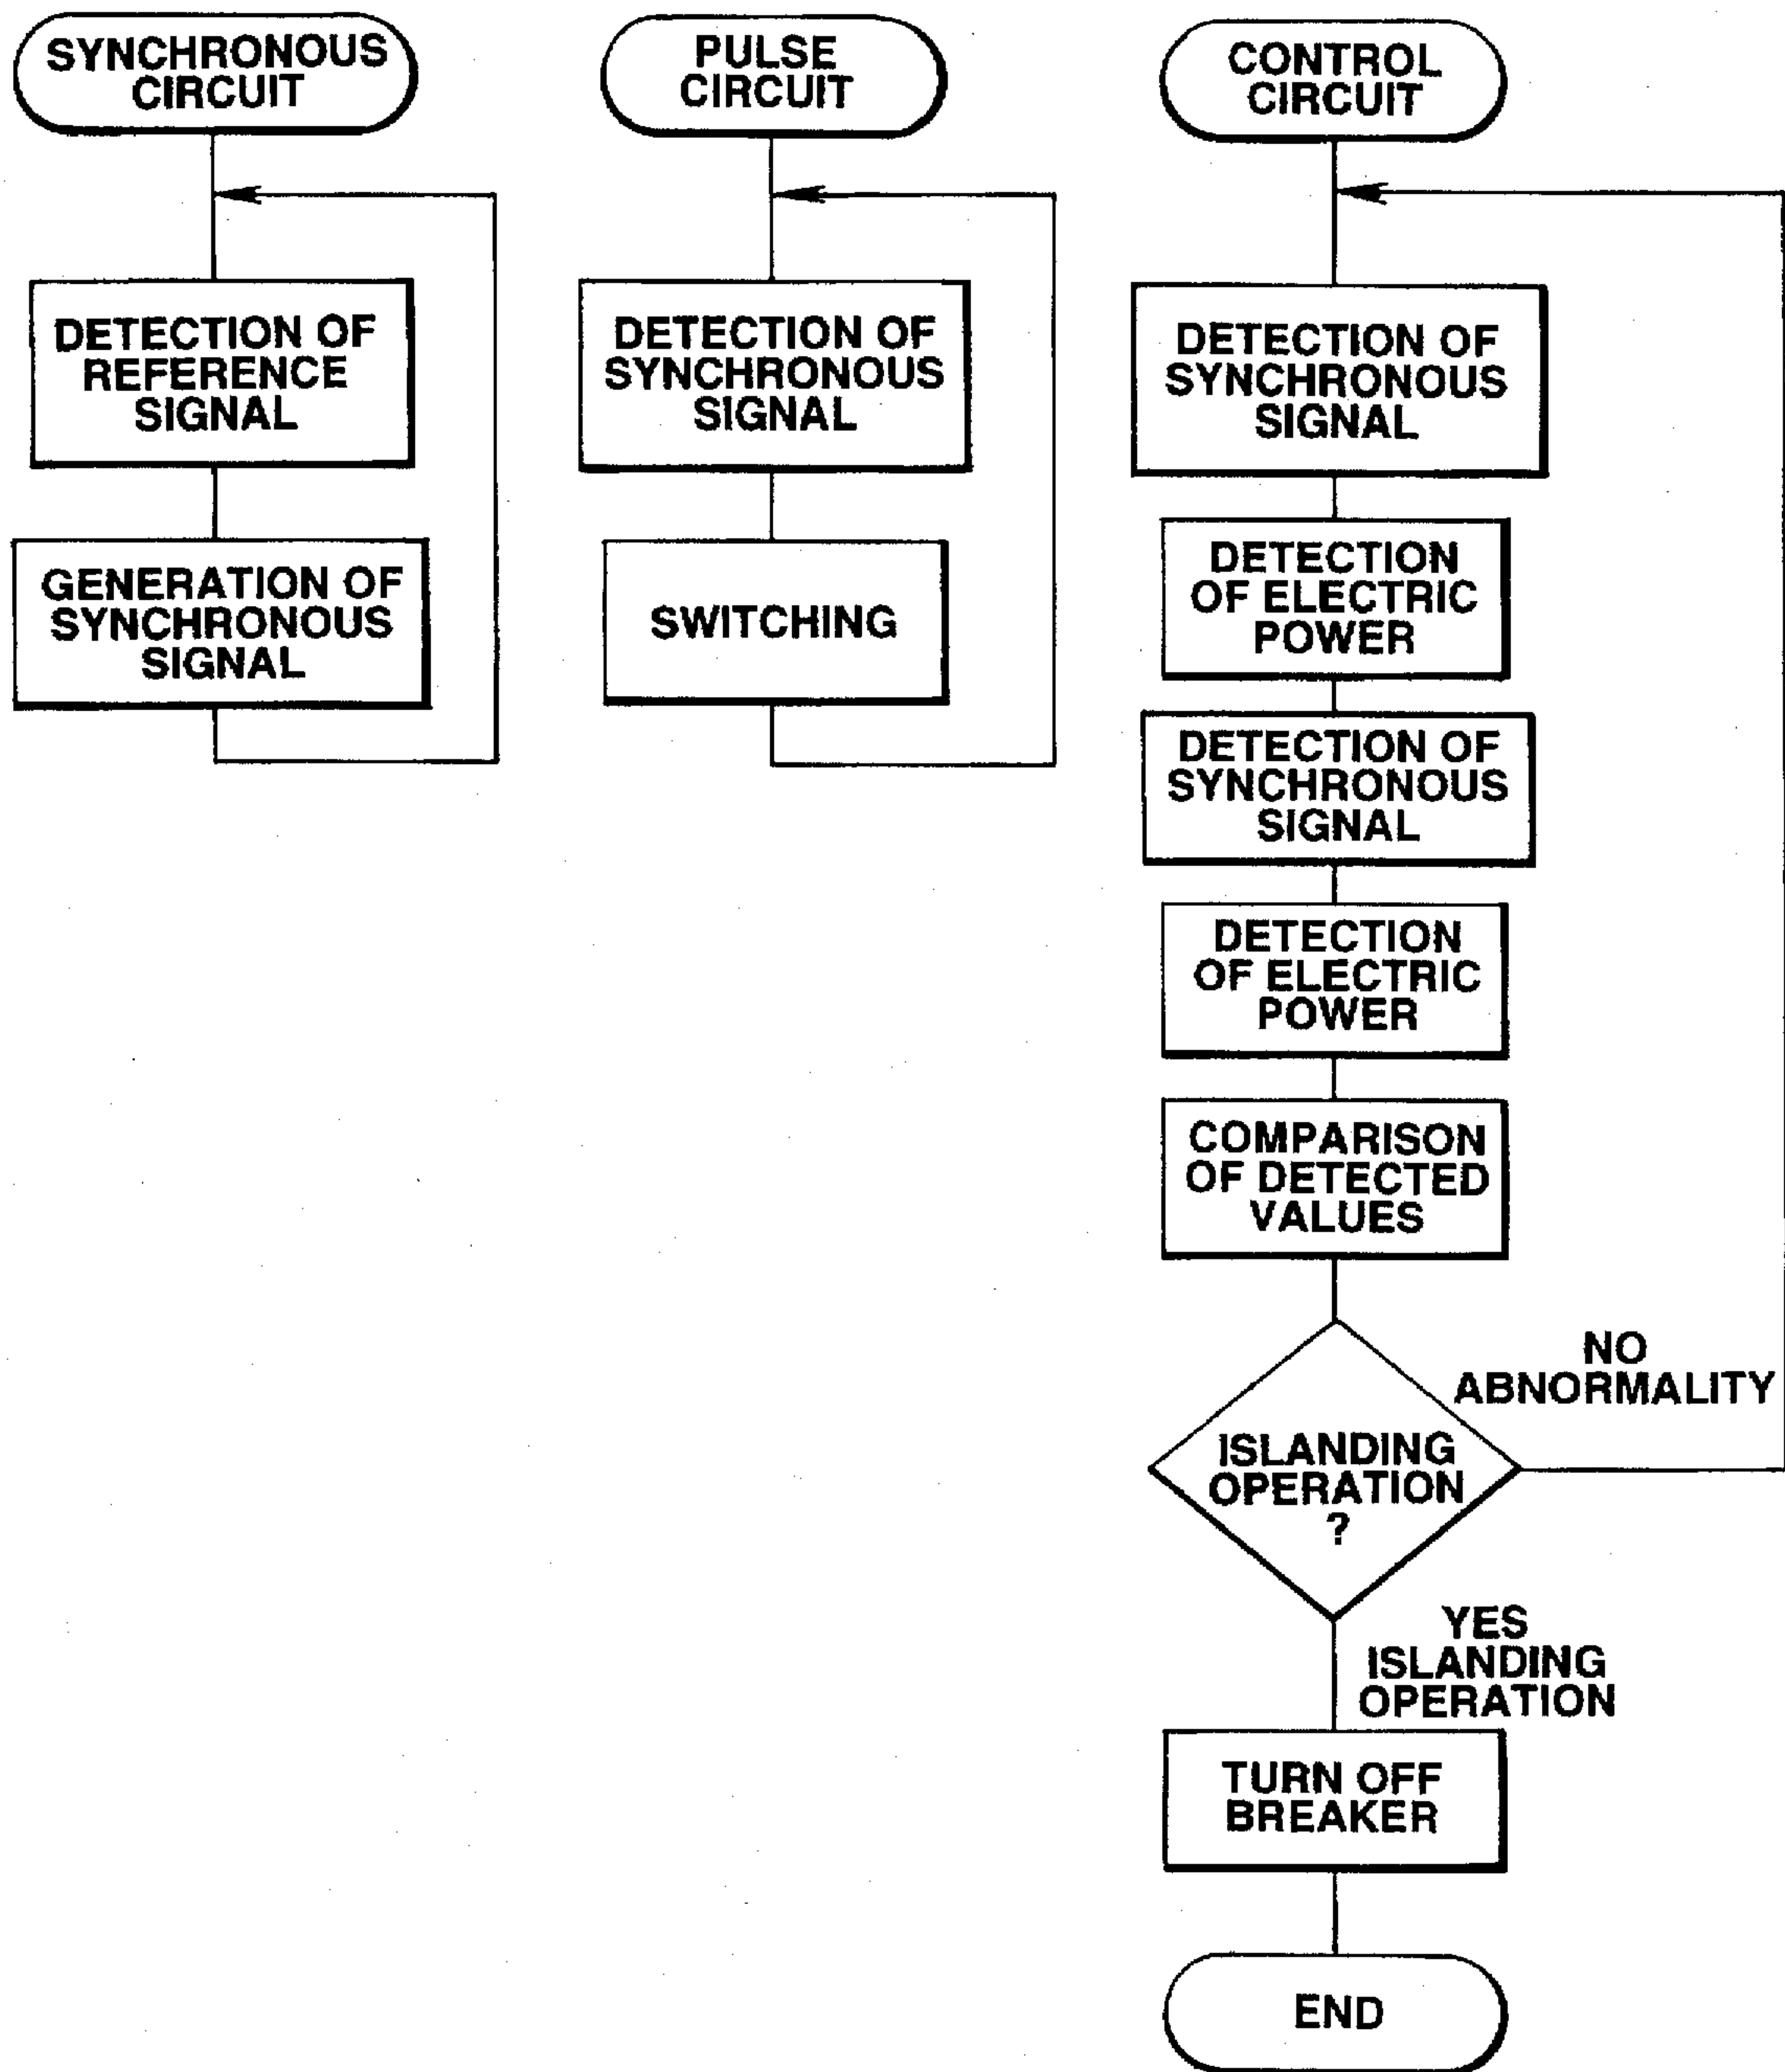 SYNCHRONOUS
CIRCUIT
DETECTION OF
REFERENCE
SIGNAL
GENERATION OF
SYNCHRONOUS
SIGNAL
PULSE
CIRCUIT
DETECTION OF
SYNCHRONOUS
SIGNAL
SWITCHING
CONTROL
CIRCUIT
DETECTION OF
SYNCHRONOUS
SIGNAL
DETECTION
OF ELECTRIC
POWER
DETECTION OF
SYNCHRONOUS
SIGNAL
DETECTION
OF ELECTRIC
POWER
COMPARISON
OF DETECTED
VALUES
ISLANDING
OPERATION
?
NO
ABNORMALITY
YES
ISLANDING
OPERATION
TURN OFF
BREAKER
END